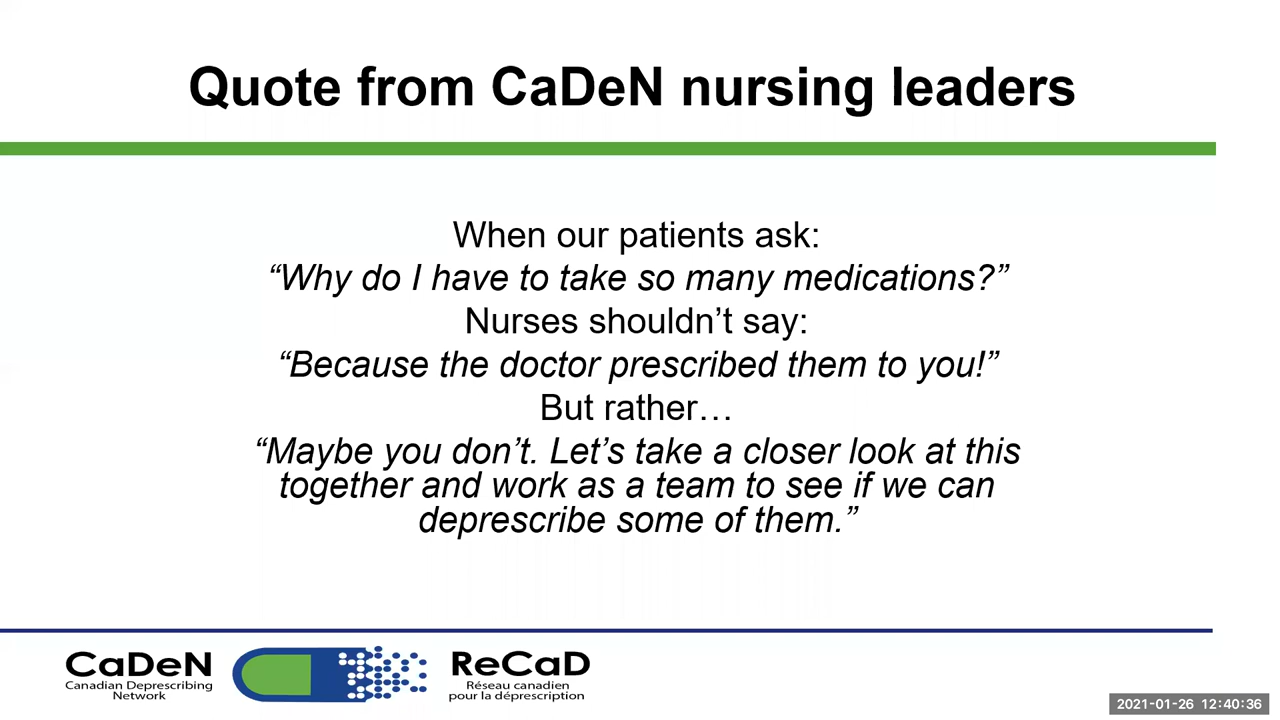 Quote from CaDeN nursing leaders
When our patients ask:
“Why do I have to take so many medications?”
Nurses shouldn’t say:
“Because the doctor prescribed them to you!”
But rather…
“Maybe you don’t. Let’s take a closer look at this
together and work as a team to see if we can
deprescribe some of them.”
CaDeN
Canadian Deprescribing
Network
ReCaD
Réseau canadien
pour la déprescription
2021-01-26 12:40:36